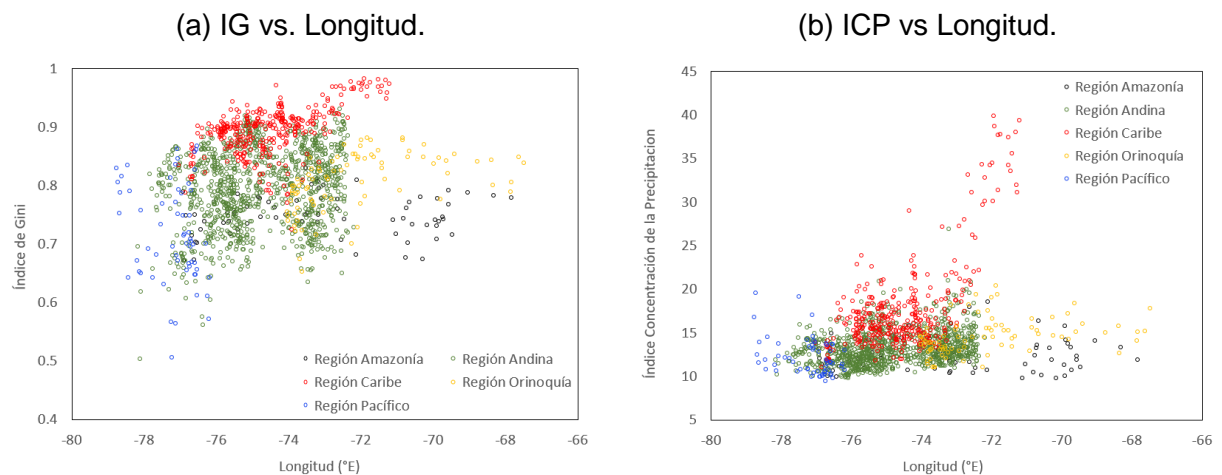 (a) IG vs. Longitud.
1
0.9
0.8
0.7
0.6
0.5
0.4
-80
-78
-76
-74
-72
-70
-68
-66
Índice de Gini
Longitud (°E)
Región Amazonía
Región Andina
Región Caribe
Región Orinoquía
Región Pacífico
(b) ICP vs Longitud.
45
40
35
30
25
20
15
10
5
-80
-78
-76
-74
-72
-70
-68
-66
Índice Concentración de la Precipitacion
Longitud (°E)
Región Amazonía
Región Andina
Región Caribe
Región Orinoquía
Región Pacífico